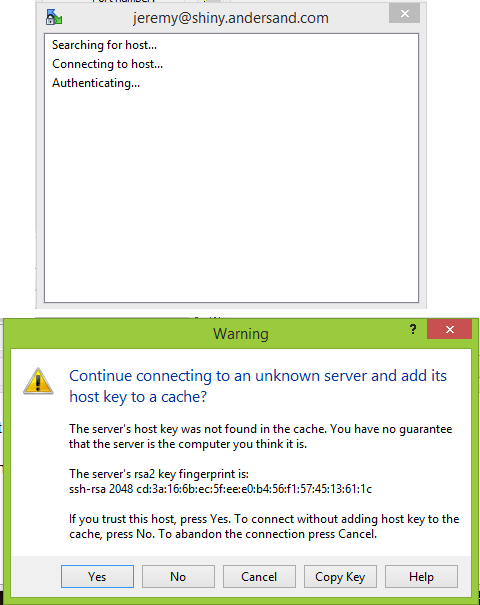 jeremy@shiny.andersand.com
Searching for host...
Connecting to host...
Authenticating...
Warning
?
Continue connecting to an unknown server and add its
host key to a cache?
The server's host key was not found in the cache. You have no guarantee
that the server is the computer you think it is.
The server's rsa2 key fingerprint is:
ssh-rsa 2048 cd:3a:16:6b:ec:5f:ee:e0:b4:56:f1:57:45:13:61:1c
If you trust this host, press Yes. To connect without adding host key to the
cache, press No. To abandon the connection press Cancel.
Yes No Cancel Copy Key Help